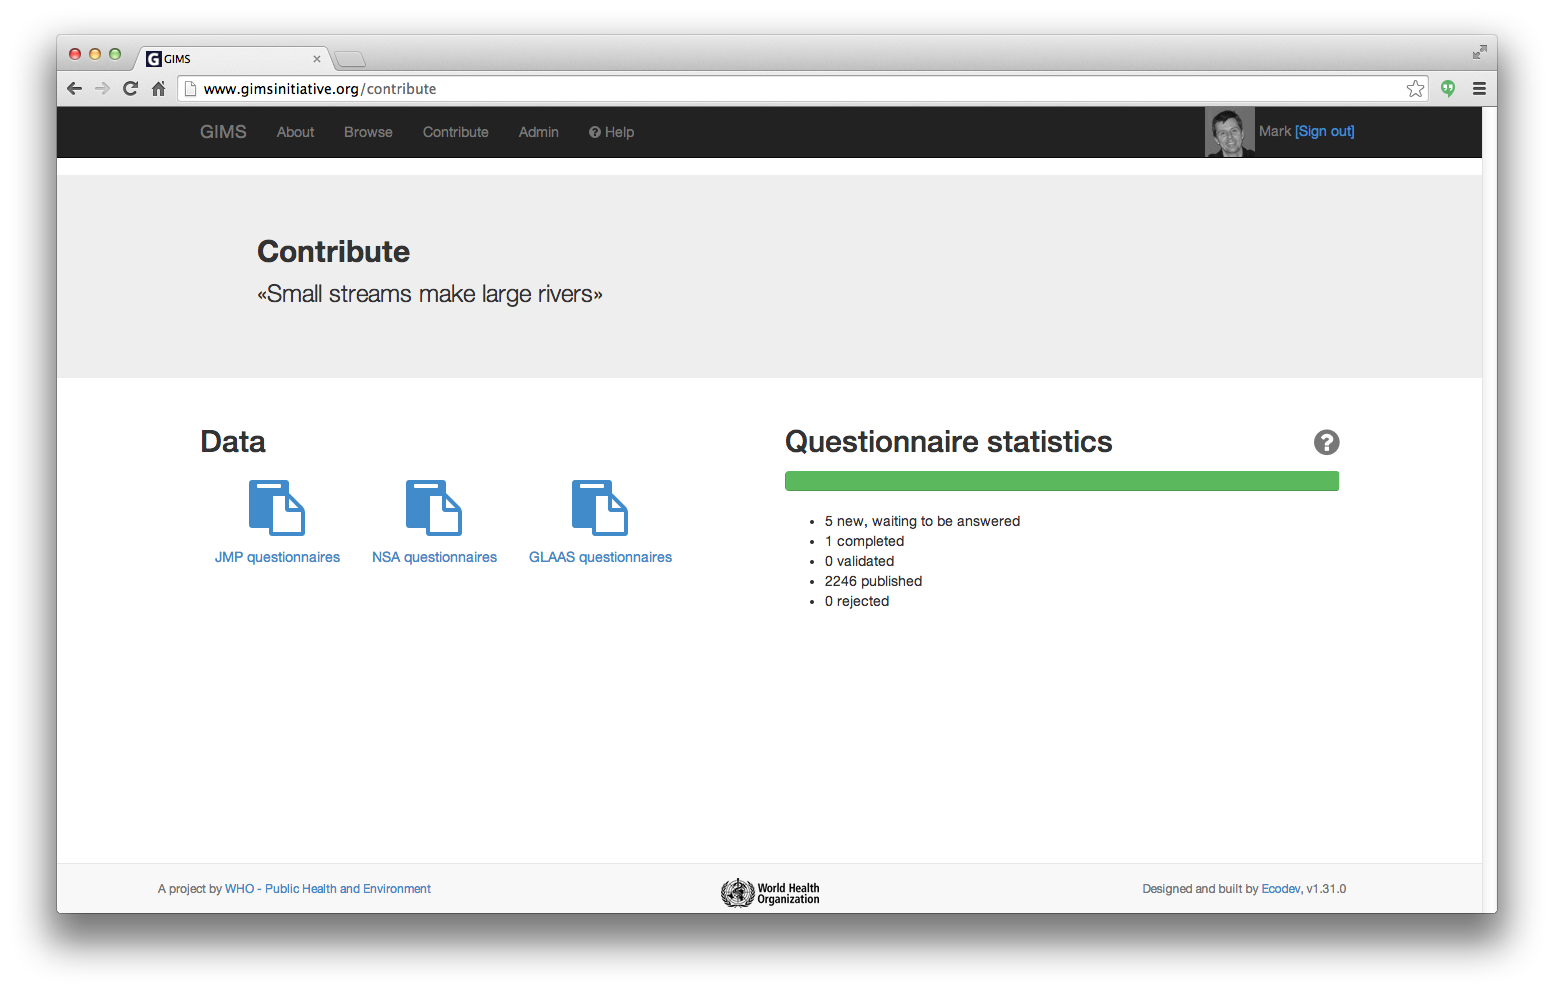 GIMS
www.gimsinitiative.org/contribute
GIMS About Browse Contribute Admin Help Mark [Sign out]
Contribute
«Small streams make large rivers»
Data
JMP questionnaires NSA questionnaires GLAAS questionnaires
Questionnaire statistics
5 new, waiting to be answered
1 completed
0 validated
2246 published
0 rejected
A project by WHO - Public Health and Environment
World Health
Organization
Designed and built by Ecodev, v1.31.0